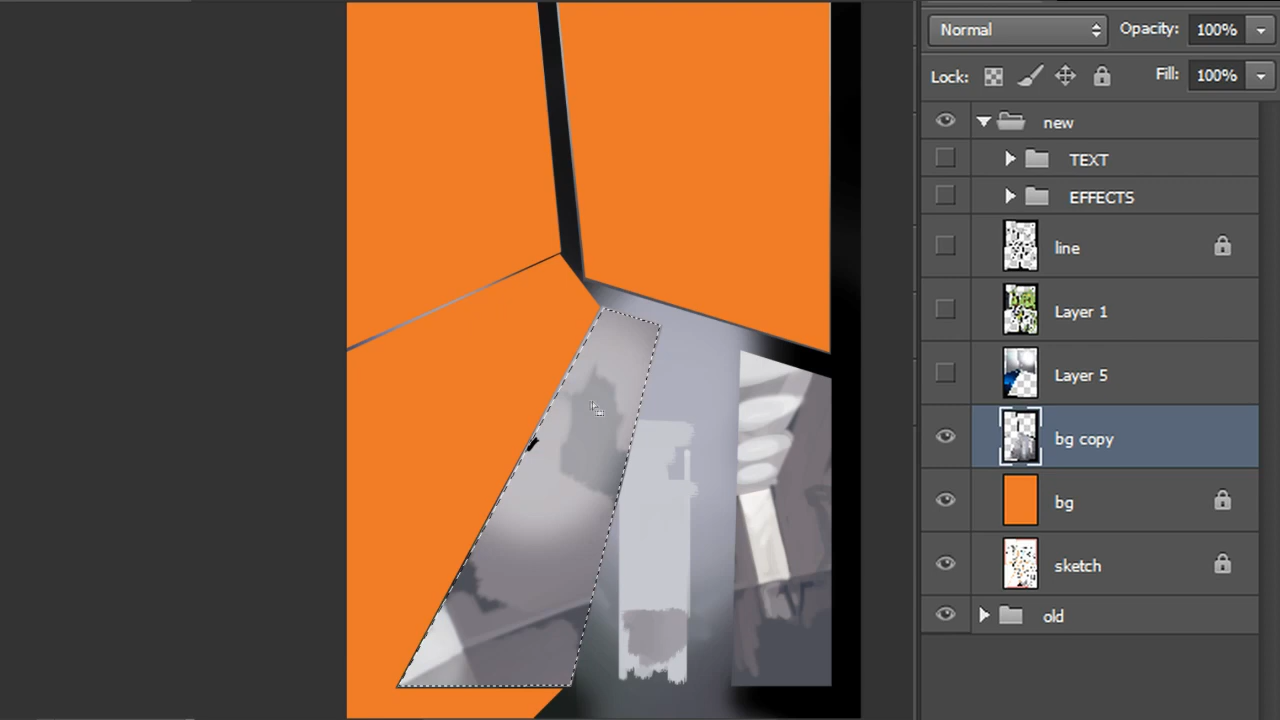 Normal Opacity: 100%
Lock: Fill: 100%
new
TEXT
EFFECTS
line
Layer 1
Layer 5
bg copy
bg
sketch
old